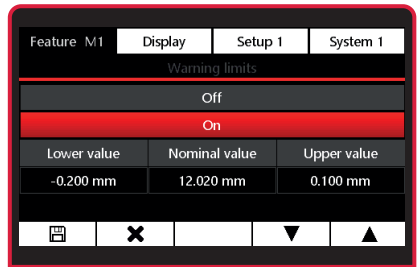 Feature M1 Display Setup 1 System 1
Warning limits
Off
On
Lower value Nominal value Upper value
-0.200 mm 12.020 mm 0.100 mm